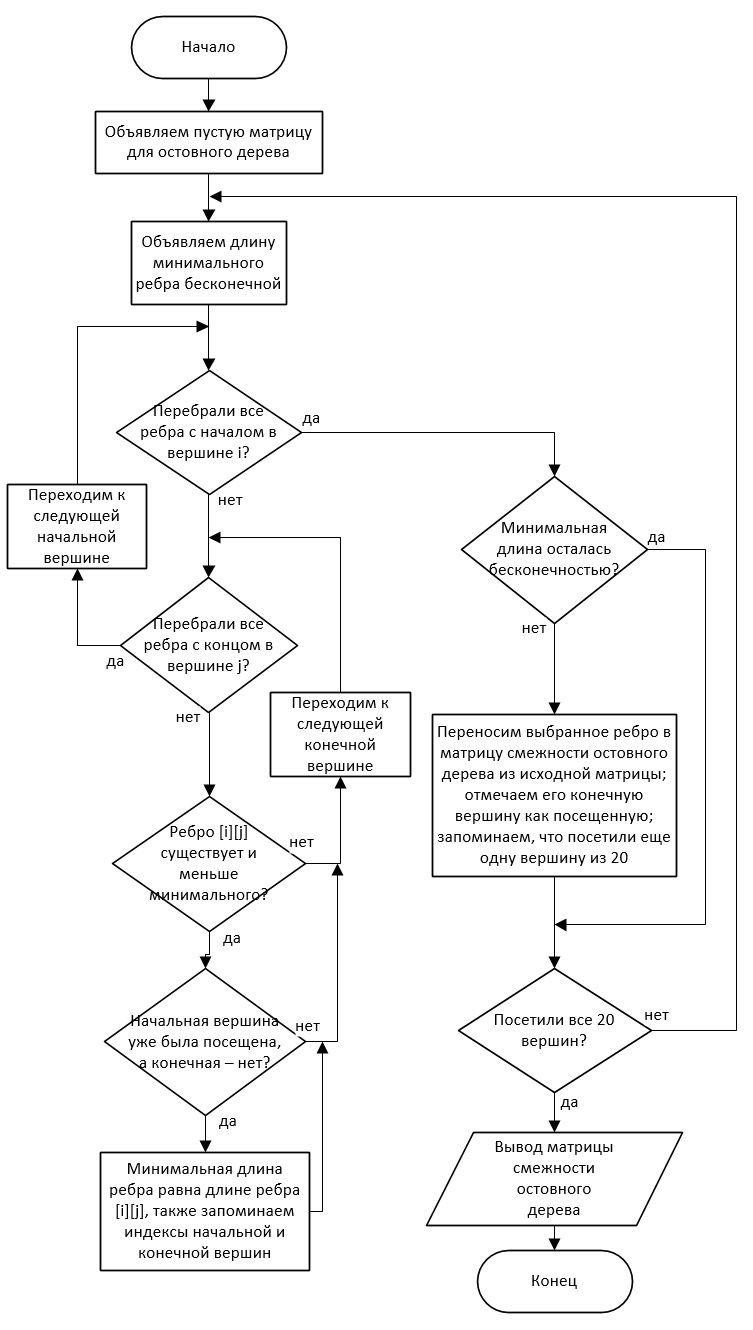 Начало
Объявляем пустую матрицу
для остовного дерева
Объявляем длину
минимального
ребра бесконечной
Перебрали все
ребра с началом в
вершине i?
да
нет
Переходим к
следующей
начальной
вершине
Минимальная
длина осталась
бесконечностью?
да
нет
Перебрали все
ребра с концом в
вершине j?
да
нет
Переходим к
следующей
конечной
вершине
Переносим выбранное ребро в
матрицу смежности остовного
дерева из исходной матрицы;
отмечаем его конечную
вершину как посещенную;
запоминаем, что посетили еще
одну вершину из 20
Ребро [i][j]
существует и
меньше
минимального?
нет
да
Начальная вершина
уже была посещена,
а конечная – нет?
нет
да
Посетили все 20
вершин?
нет
да
Минимальная длина
ребра равна длине ребра
[i][j], также запоминаем
индексы начальной и
конечной вершин
Вывод матрицы
смежности
остовного
дерева
Конец